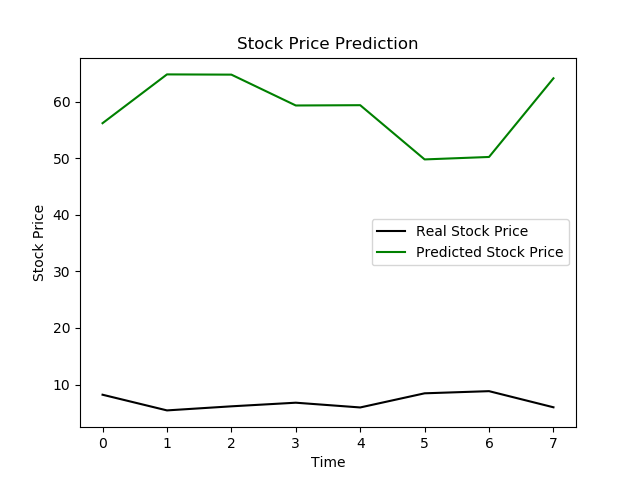 Stock Price Prediction
Stock Price
60
50
40
30
20
10
Real Stock Price
Predicted Stock Price
0 1 2 3 4 5 6 7
Time